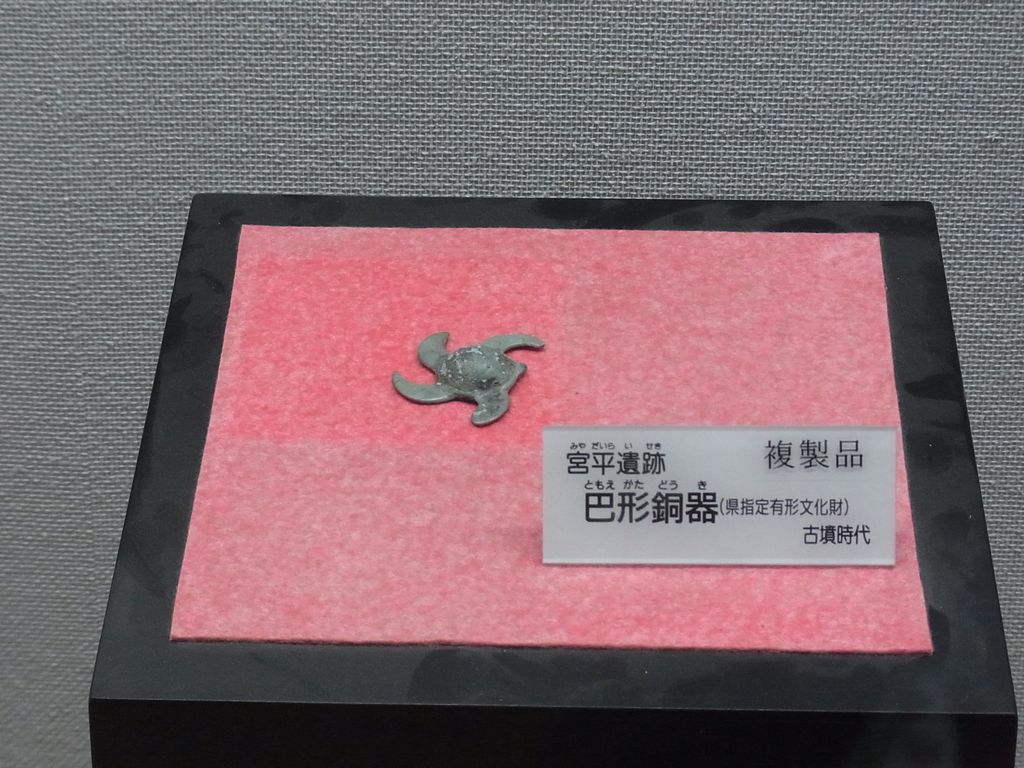 みや だいら い せき
宮平遺跡 複製品
ともえ かた どう き
巴形銅器(県指定有形文化財)
古墳時代